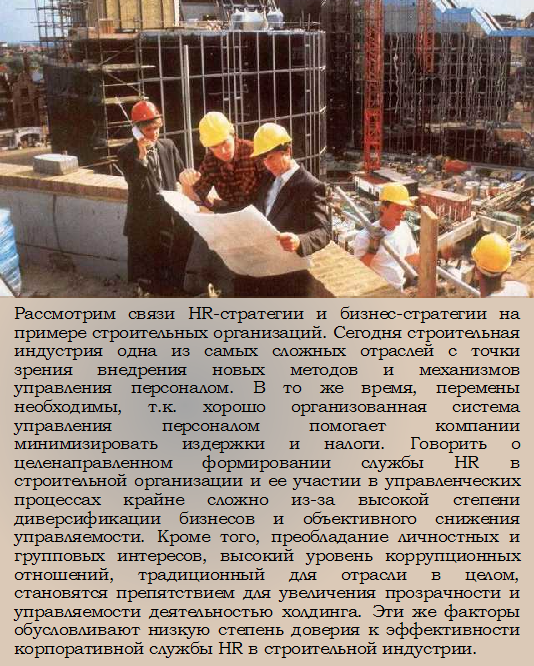 Рассмотрим связи HR-стратегии и бизнес-стратегии на
примере строительных организаций. Сегодня строительная
индустрия одна из самых сложных отраслей с точки
зрения внедрения новых методов и механизмов
управления персоналом. В то же время, перемены
необходимы, т.к. хорошо организованная система
управления персоналом помогает компании
минимизировать издержки и налоги. Говорить о
целенаправленном формировании службы HR в
строительной организации и ее участии в управленческих
процессах крайне сложно из-за высокой степени
диверсификации бизнесов и объективного снижения
управляемости. Кроме того, преобладание личностных и
групповых интересов, высокий уровень коррупционных
отношений, традиционный для отрасли в целом,
становятся препятствием для увеличения прозрачности и
управляемости деятельностью холдинга. Эти же факторы
обусловливают низкую степень доверия к эффективности
корпоративной службы HR в строительной индустрии.